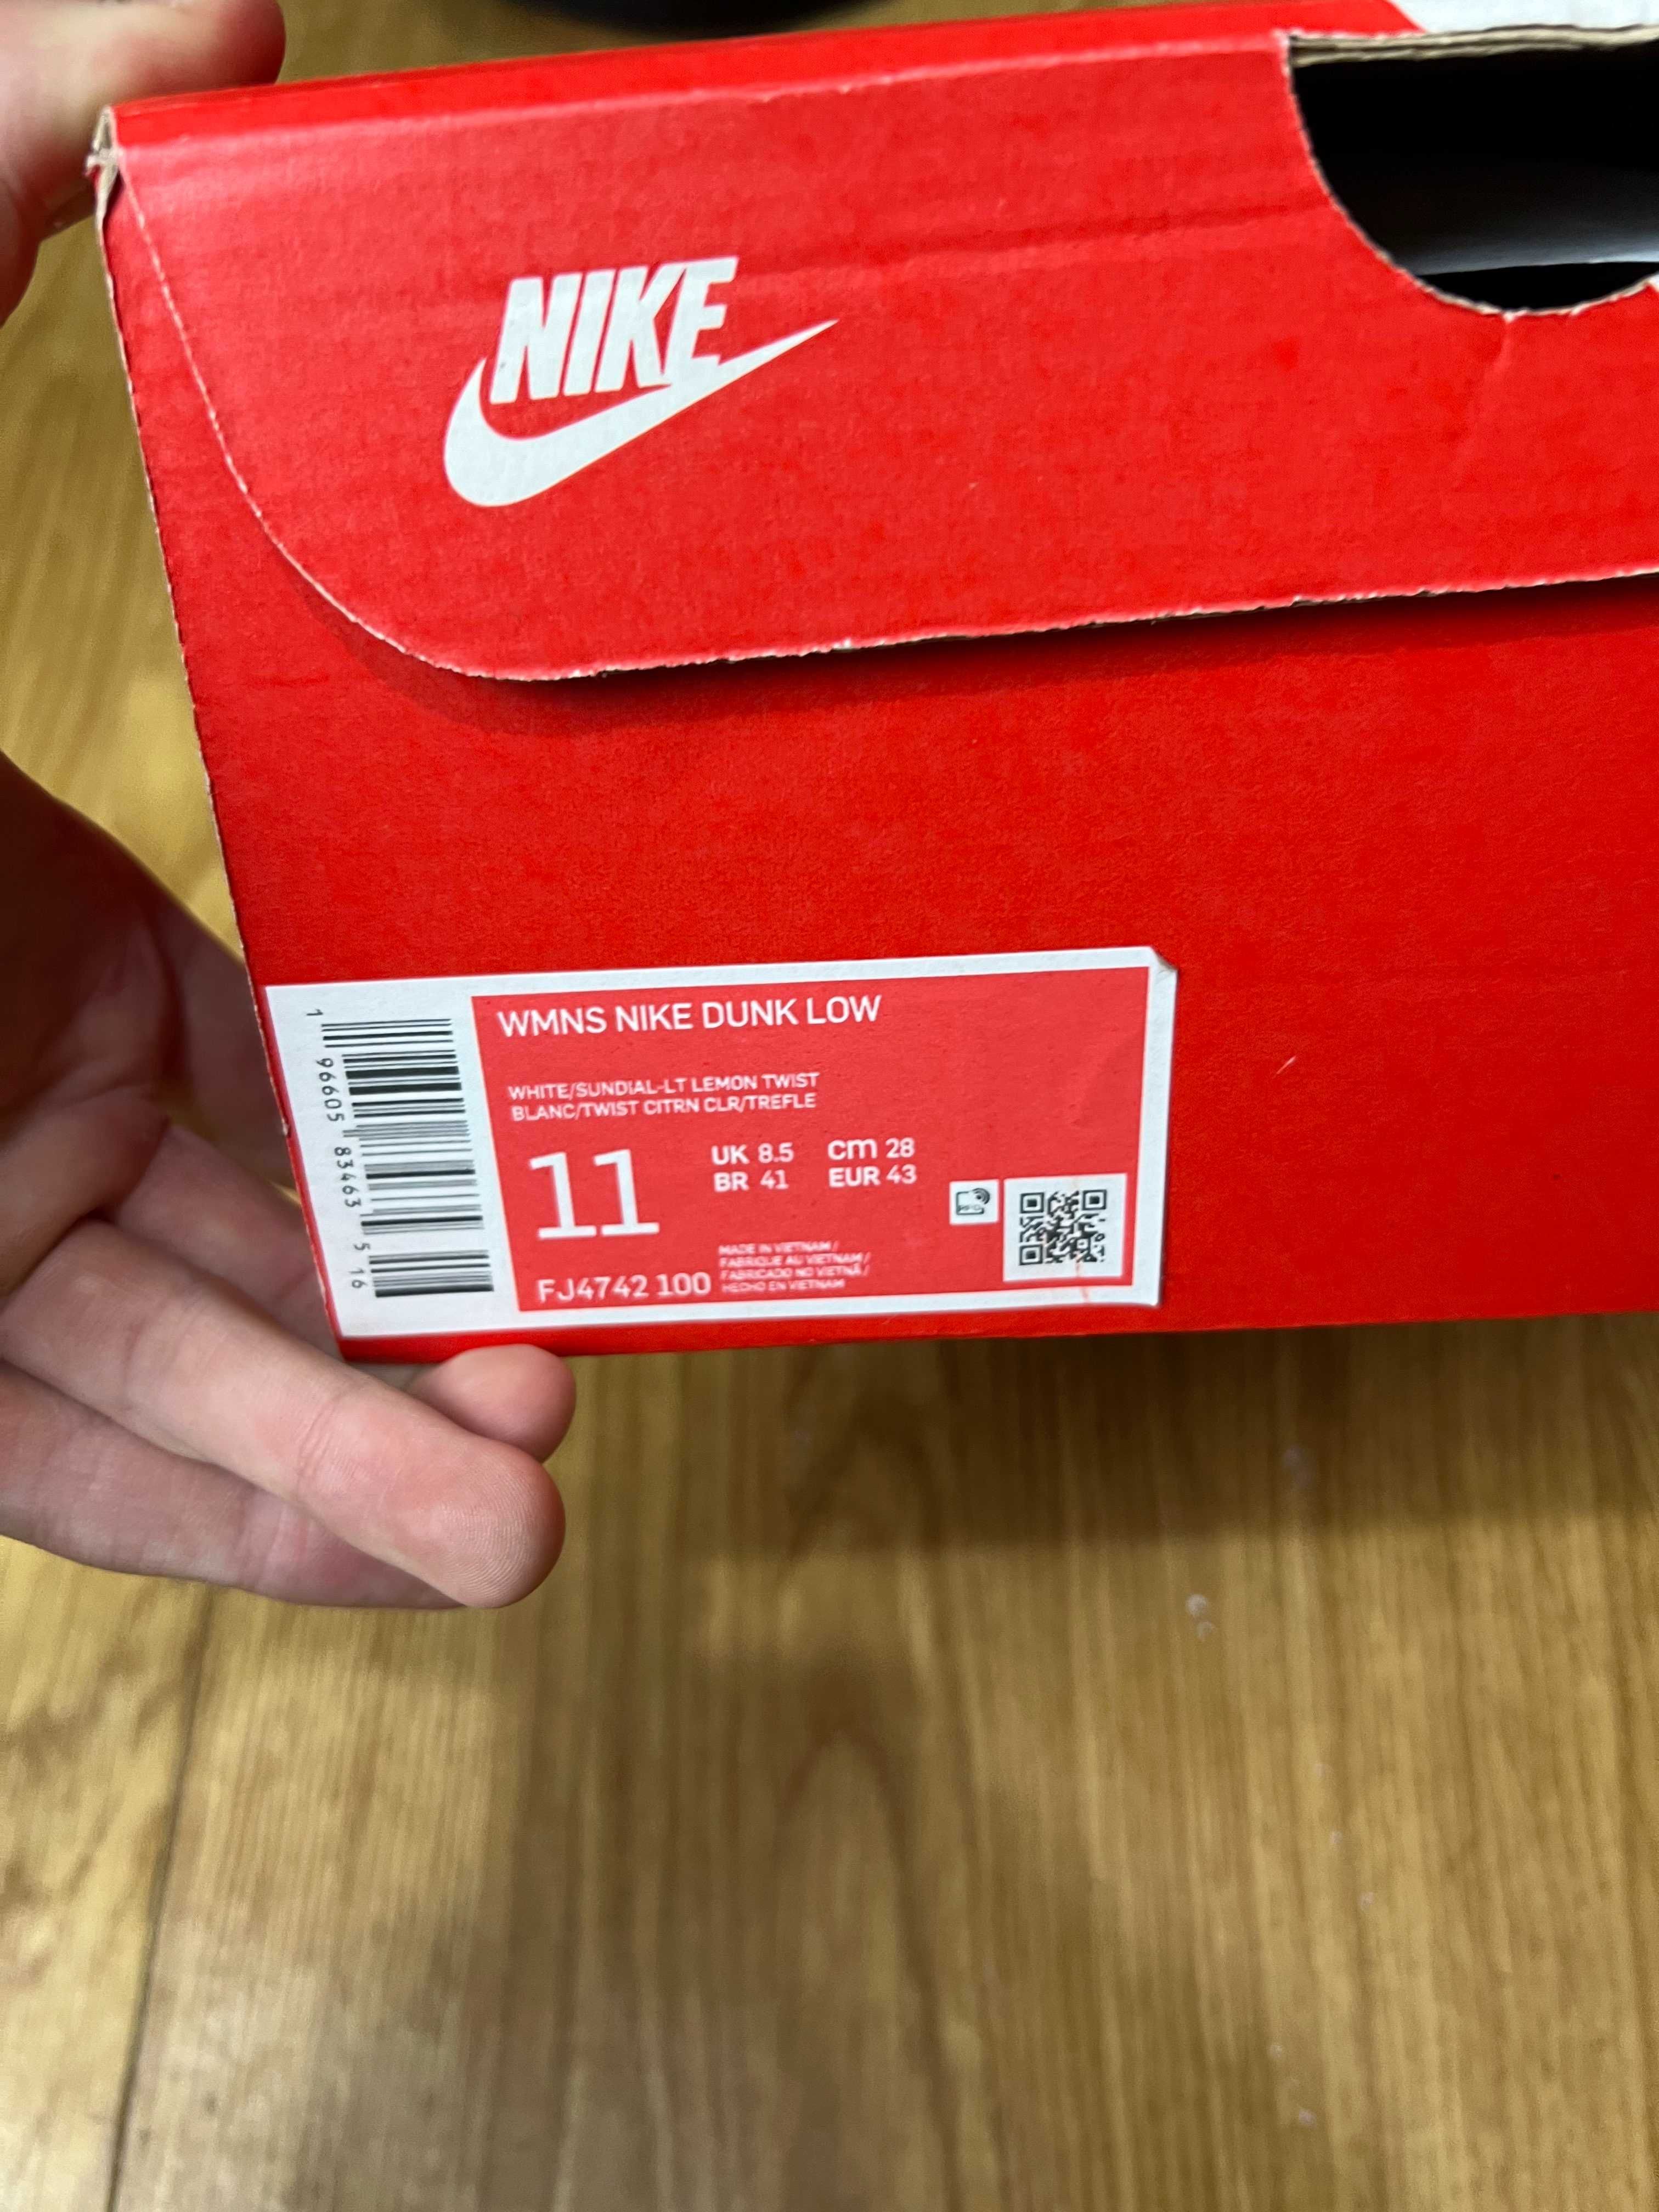 NIKE
WMNS NIKE DUNK LOW
WHITE/SUNDIAL-LT LEMON TWIST
BLANC/TWIST CITRN CLR/TREFLE
11
UK 8.5 cm 28
BR 41 EUR 43
MADE IN VIETNAM /
FABRIQUE AU VIETNAM /
FABRICADO NO VIETNÃ /
HECHO EN VIETNAM
FJ4742 100
RFID
1 96605 83463 5 16